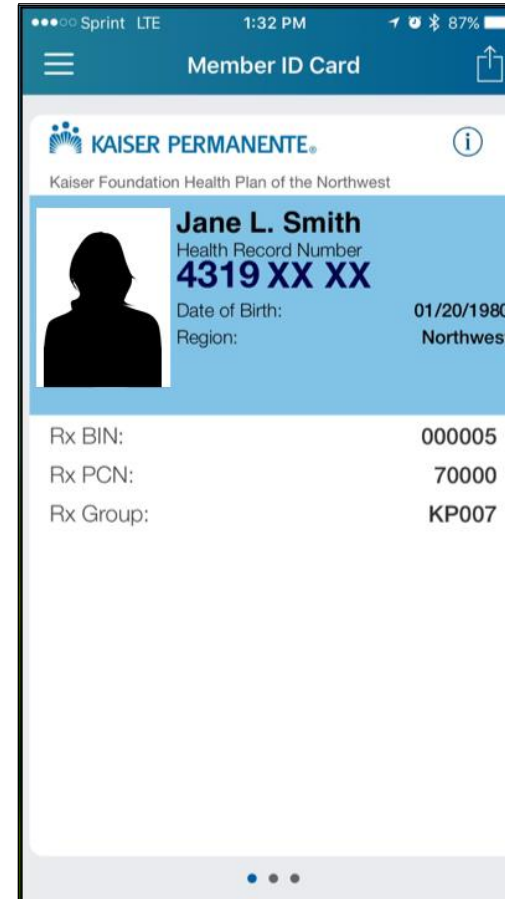 Sprint LTE 1:32 PM 87%
Member ID Card
KAISER PERMANENTE®
Kaiser Foundation Health Plan of the Northwest
Jane L. Smith
Health Record Number
4319 XX XX
Date of Birth: 01/20/1980
Region: Northwest
Rx BIN: 000005
Rx PCN: 70000
Rx Group: KP007